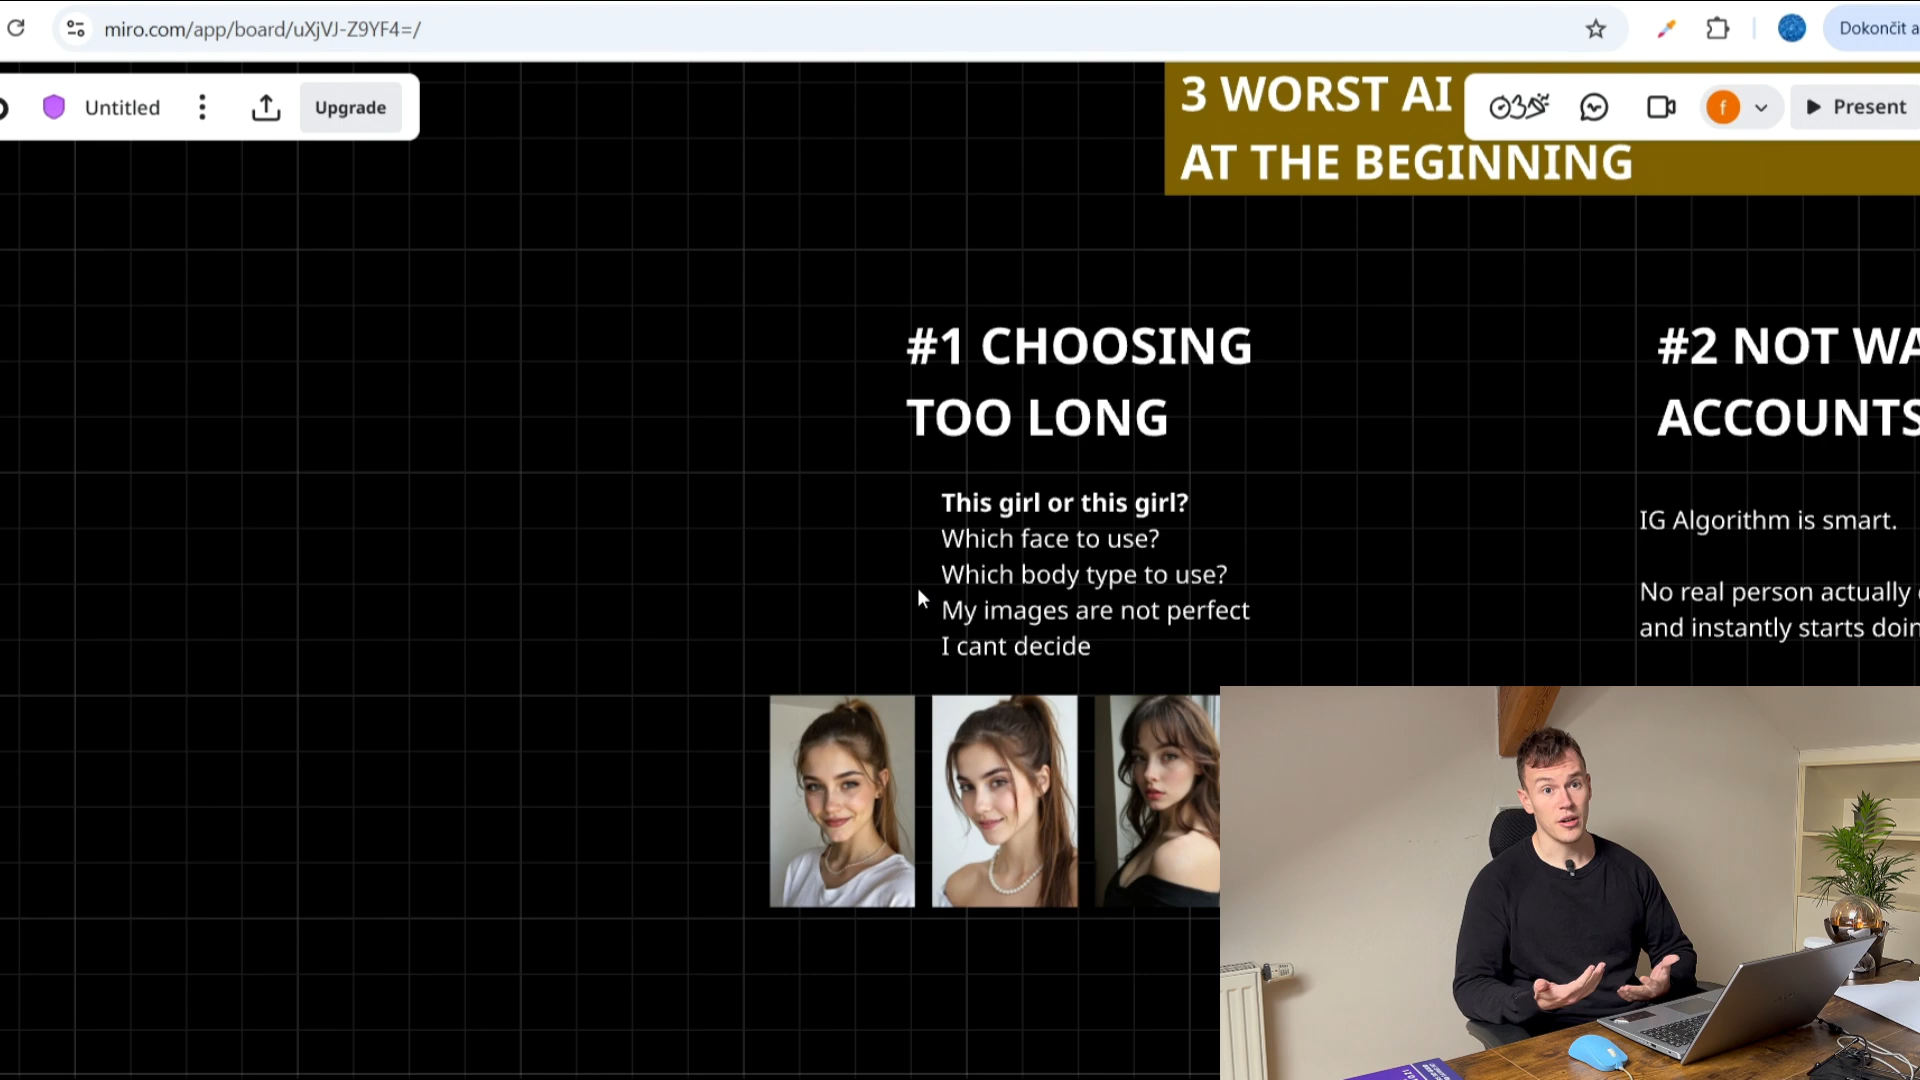 miro.com/app/board/uXjVJ-Z9YF4=/
Dokončit a
Untitled
Upgrade
3 WORST AI
AT THE BEGINNING
f
Present
#1 CHOOSING
TOO LONG
This girl or this girl?
Which face to use?
Which body type to use?
My images are not perfect
I cant decide
#2 NOT WA
ACCOUNTS
IG Algorithm is smart.
No real person actually
and instantly starts doin